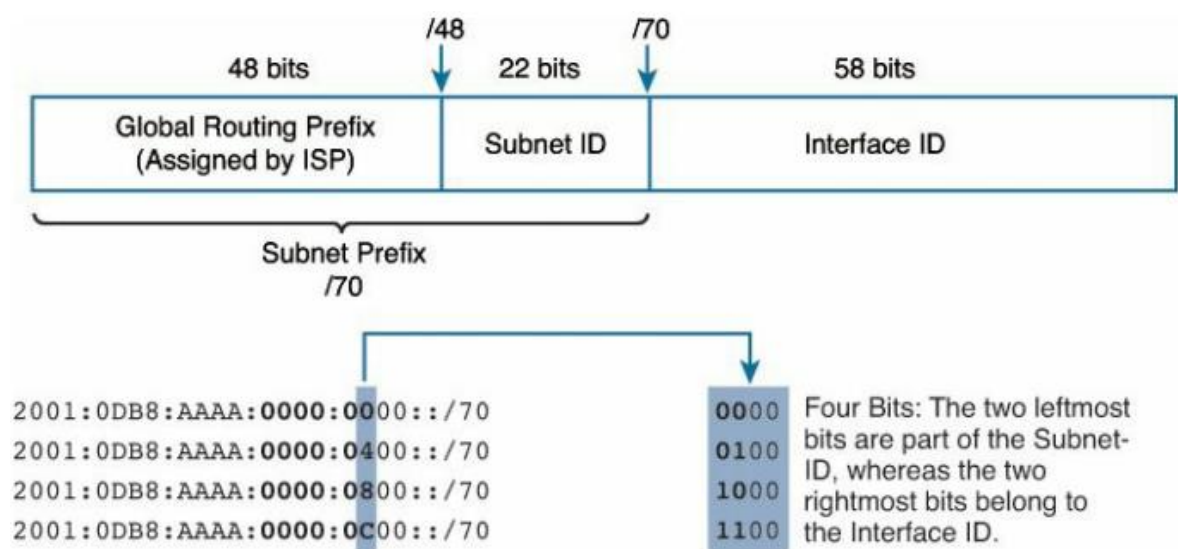 /48 /70
48 bits 22 bits 58 bits
Global Routing Prefix
(Assigned by ISP)
Subnet ID
Interface ID
Subnet Prefix
/70
2001:0DB8:AAAA:0000:0000::/70 0000
2001:0DB8:AAAA:0000:0400::/70 0100
2001:0DB8:AAAA:0000:0800::/70 1000
2001:0DB8:AAAA:0000:0C00::/70 1100
Four Bits: The two leftmost
bits are part of the Subnet-
ID, whereas the two
rightmost bits belong to
the Interface ID.